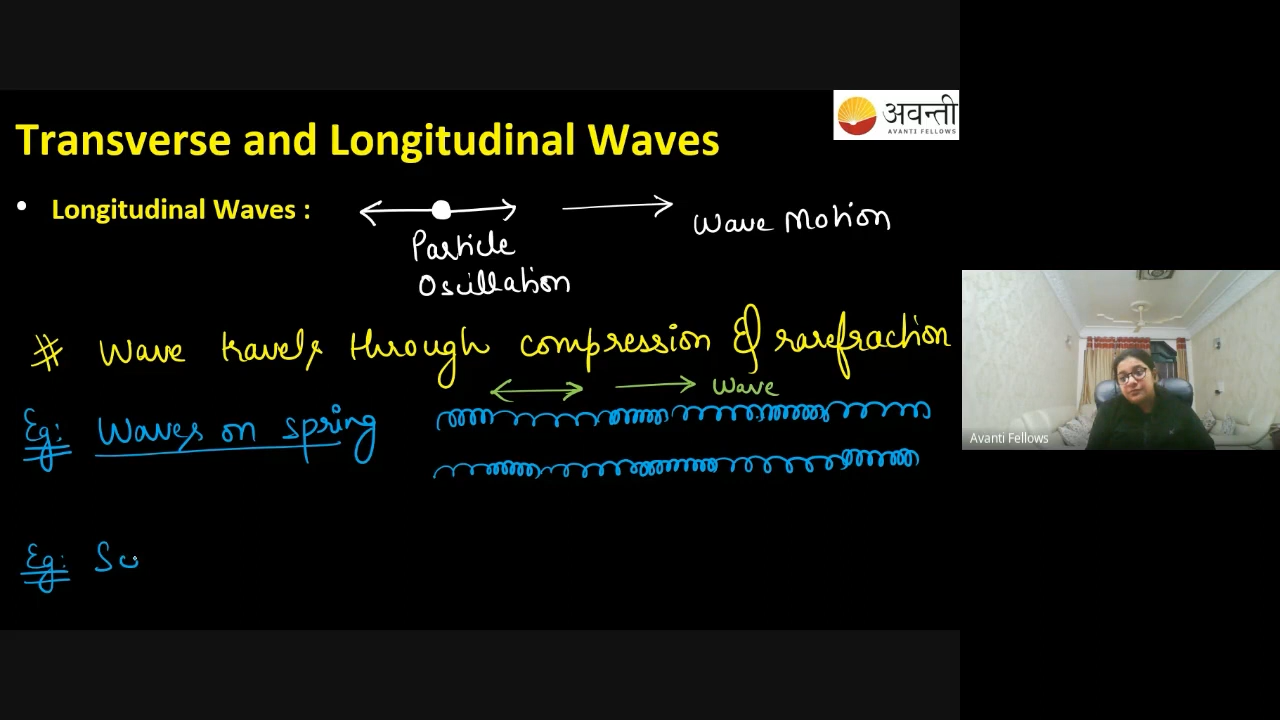 अवन्ती
AVANTI FELLOWS
Transverse and Longitudinal Waves
• Longitudinal Waves :
Wave Motion
Particle
Oscillation
# Wave travels through compression & rarefraction
Wave
Eg: Waves on spring
Avanti Fellows
Eg: So